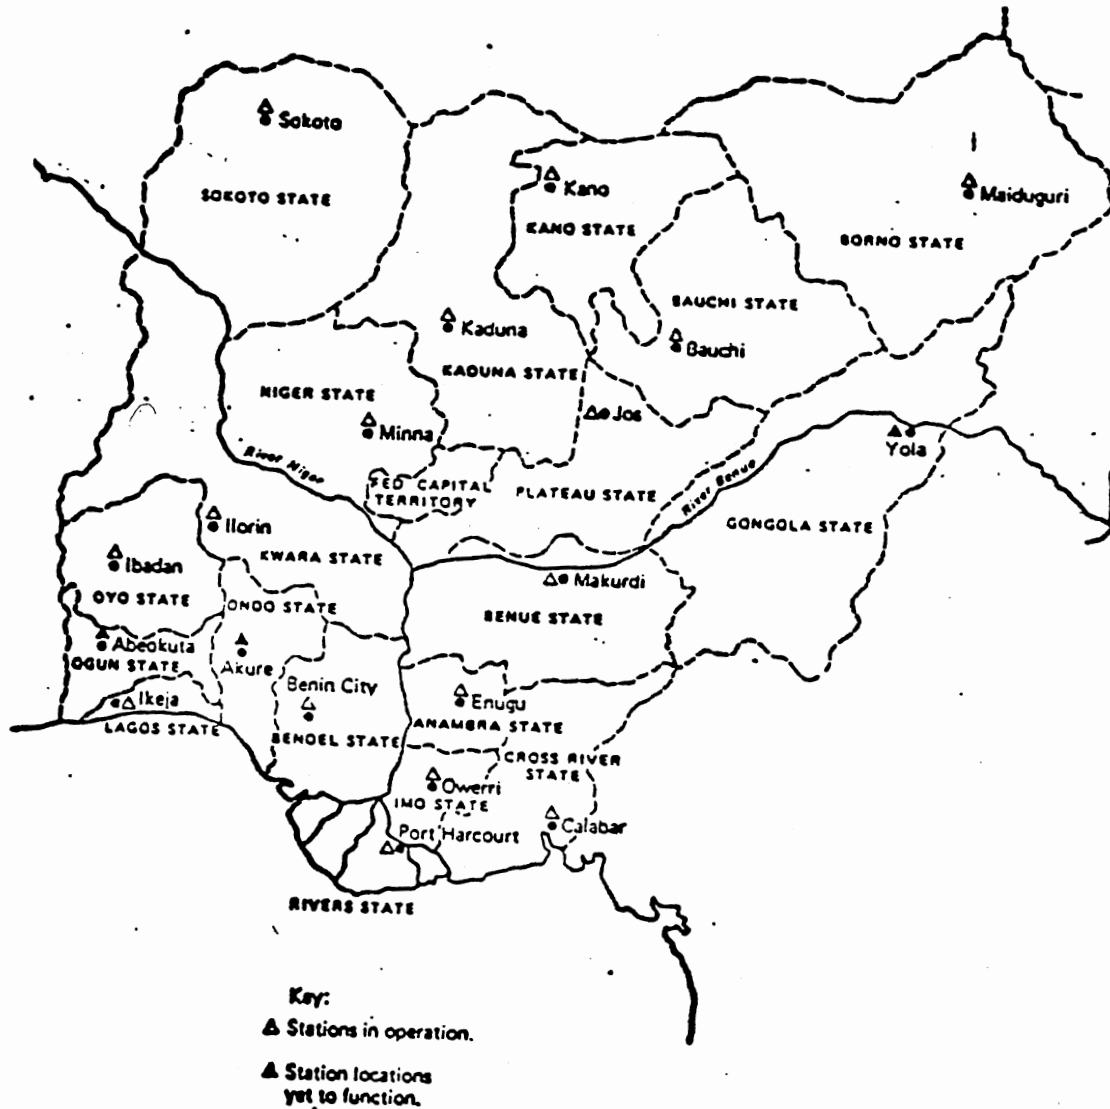 Sokoto
SOKOTO STATE
Kano
KANO STATE
Maiduguri
BORNO STATE
BAUCHI STATE
Bauchi
Kaduna
KADUNA STATE
NIGER STATE
Minna
Jos
River Niger
FED CAPITAL
TERRITORY
PLATEAU STATE
River Benue
Yola
GONGOLA STATE
Ilorin
KWARA STATE
Ibadan
OYO STATE
ONDO STATE
Makurdi
BENUE STATE
Abeokuta
OGUN STATE
Akure
Benin City
Ikeja
LAGOS STATE
BENDEL STATE
Enugu
ANAMBRA STATE
CROSS RIVER
STATE
Owerri
IMO STATE
Port Harcourt
Calabar
RIVERS STATE
Key:
Stations in operation.
Station locations
yet to function.